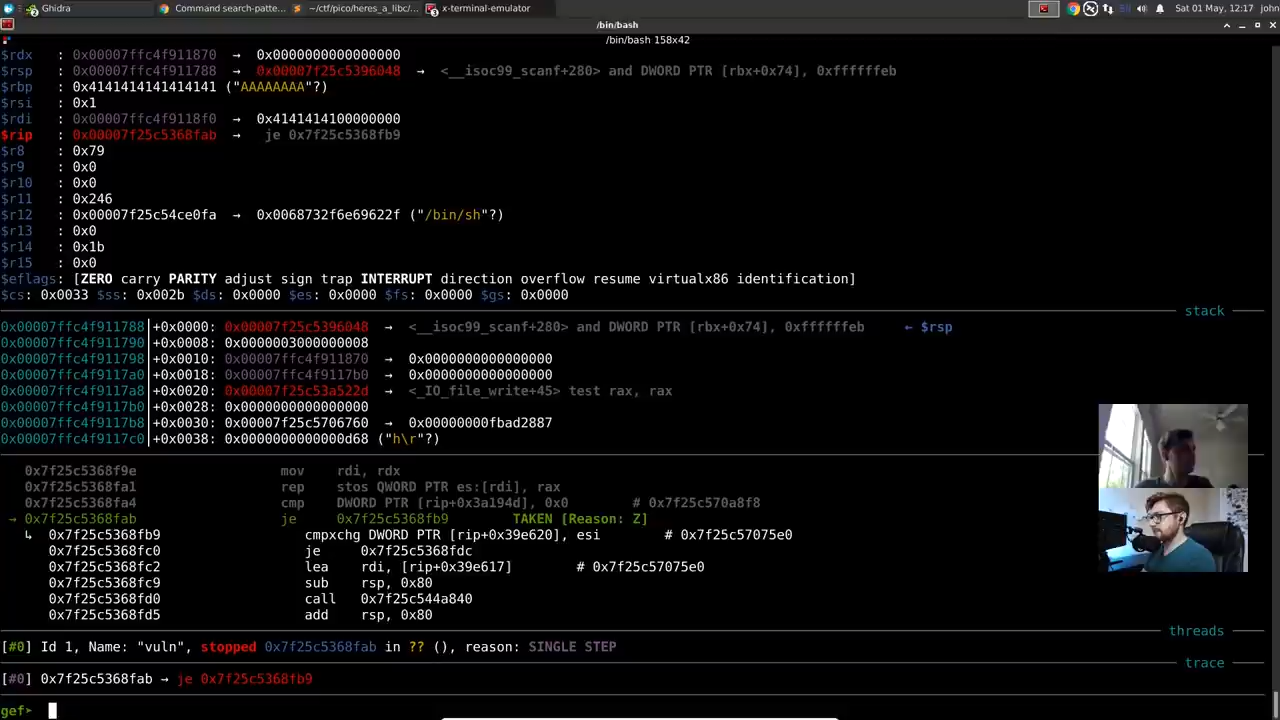 Ghidra
Command search-patte...
~/ctf/pico/heres_a_libc/...
x-terminal-emulator
Sat 01 May, 12:17 john
/bin/bash
/bin/bash 158x42
$rdx : 0x00007ffc4f911870 → 0x0000000000000000
$rsp : 0x00007ffc4f911788 → 0x00007f25c5396048 → <__isoc99_scanf+280> and DWORD PTR [rbx+0x74], 0xffffffeb
$rbp : 0x4141414141414141 ("AAAAAAAA"?)
$rsi : 0x1
$rdi : 0x00007ffc4f9118f0 → 0x4141414100000000
$rip : 0x00007f25c5368fab → je 0x7f25c5368fb9
$r8 : 0x79
$r9 : 0x0
$r10 : 0x0
$r11 : 0x246
$r12 : 0x00007f25c54ce0fa → 0x0068732f6e69622f ("/bin/sh"?)
$r13 : 0x0
$r14 : 0x1b
$r15 : 0x0
$eflags: [ZERO carry PARITY adjust sign trap INTERRUPT direction overflow resume virtualx86 identification]
$cs: 0x0033 $ss: 0x002b $ds: 0x0000 $es: 0x0000 $fs: 0x0000 $gs: 0x0000
stack
0x00007ffc4f911788│+0x0000: 0x00007f25c5396048 → <__isoc99_scanf+280> and DWORD PTR [rbx+0x74], 0xffffffeb ← $rsp
0x00007ffc4f911790│+0x0008: 0x0000003000000008
0x00007ffc4f911798│+0x0010: 0x00007ffc4f911870 → 0x0000000000000000
0x00007ffc4f9117a0│+0x0018: 0x00007ffc4f9117b0 → 0x0000000000000000
0x00007ffc4f9117a8│+0x0020: 0x00007f25c53a522d → <_IO_file_write+45> test rax, rax
0x00007ffc4f9117b0│+0x0028: 0x0000000000000000
0x00007ffc4f9117b8│+0x0030: 0x00007f25c5706760 → 0x00000000fbad2887
0x00007ffc4f9117c0│+0x0038: 0x0000000000000d68 ("h\r"?)
0x7f25c5368f9e mov rdi, rdx
0x7f25c5368fa1 rep stos QWORD PTR es:[rdi], rax
0x7f25c5368fa4 cmp DWORD PTR [rip+0x3a194d], 0x0 # 0x7f25c570a8f8
→ 0x7f25c5368fab je 0x7f25c5368fb9 TAKEN [Reason: Z]
↳ 0x7f25c5368fb9 cmpxchg DWORD PTR [rip+0x39e620], esi # 0x7f25c57075e0
0x7f25c5368fc0 je 0x7f25c5368fdc
0x7f25c5368fc2 lea rdi, [rip+0x39e617] # 0x7f25c57075e0
0x7f25c5368fc9 sub rsp, 0x80
0x7f25c5368fd0 call 0x7f25c544a840
0x7f25c5368fd5 add rsp, 0x80
threads
[#0] Id 1, Name: "vuln", stopped 0x7f25c5368fab in ?? (), reason: SINGLE STEP
trace
[#0] 0x7f25c5368fab → je 0x7f25c5368fb9
gef➤